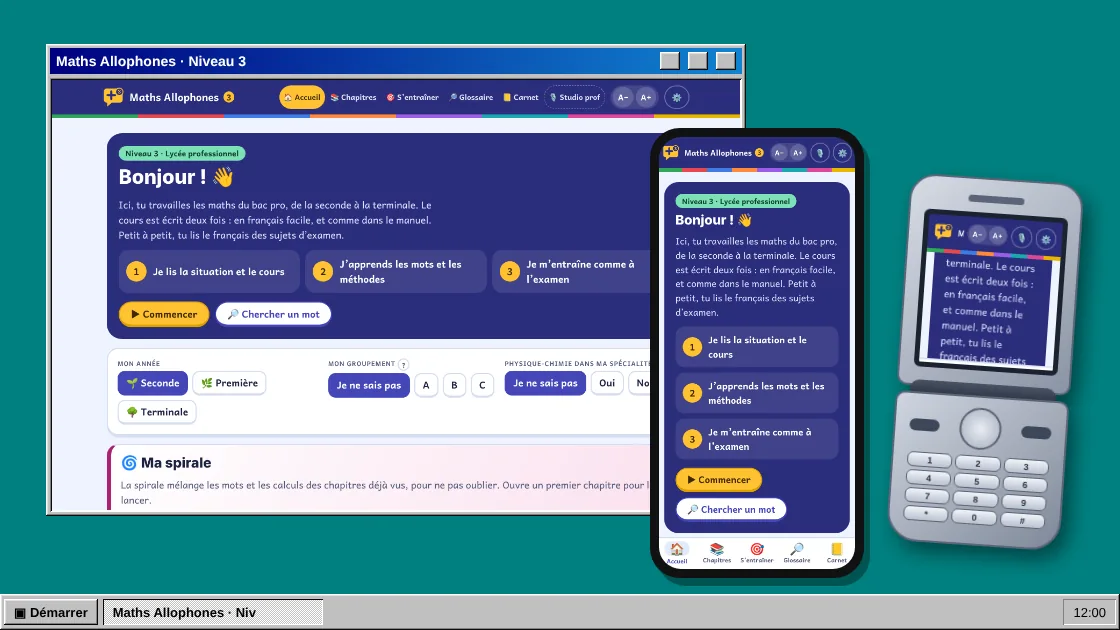 Maths Allophones · Niveau 3
Maths Allophones 3
Accueil
Chapitres
S'entraîner
Glossaire
Carnet
Studio prof
A−
A+
Niveau 3 · Lycée professionnel
Bonjour !
Ici, tu travailles les maths du bac pro, de la seconde à la terminale. Le
cours est écrit deux fois : en français facile, et comme dans le manuel.
Petit à petit, tu lis le français des sujets d'examen.
1 Je lis la situation et le cours
2 J'apprends les mots et les
méthodes
3 Je m'entraîne comme à
l'examen
▶ Commencer
Chercher un mot
MON ANNÉE
Seconde
Première
Terminale
MON GROUPEMENT ?
Je ne sais pas
A
B
C
PHYSIQUE-CHIMIE DANS MA SPÉCIALITÉ
Je ne sais pas
Oui
Ma spirale
La spirale mélange les mots et les calculs des chapitres déjà vus, pour ne pas oublier. Ouvre un premier chapitre pour
lancer.
Maths Allophones 3
A−
A+
Niveau 3 · Lycée professionnel
Bonjour !
Ici, tu travailles les maths du bac pro,
de la seconde à la terminale. Le
cours est écrit deux fois :
en français facile,
et comme dans le manuel. Petit à
petit, tu lis le français des sujets
d'examen.
1 Je lis la situation et le
cours
2 J'apprends les mots et les
méthodes
3 Je m'entraîne comme à
l'examen
▶ Commencer
Chercher un mot
Accueil
Chapitres
S'entraîner
Glossaire
Carnet
M
A−
A+
terminale. Le cours
est écrit deux fois :
en français facile,
et comme dans le
manuel. Petit à
petit, tu lis le
français des sujets
1 2 3
4 5 6
7 8 9
* 0 #
▣ Démarrer
Maths Allophones · Niv
12:00